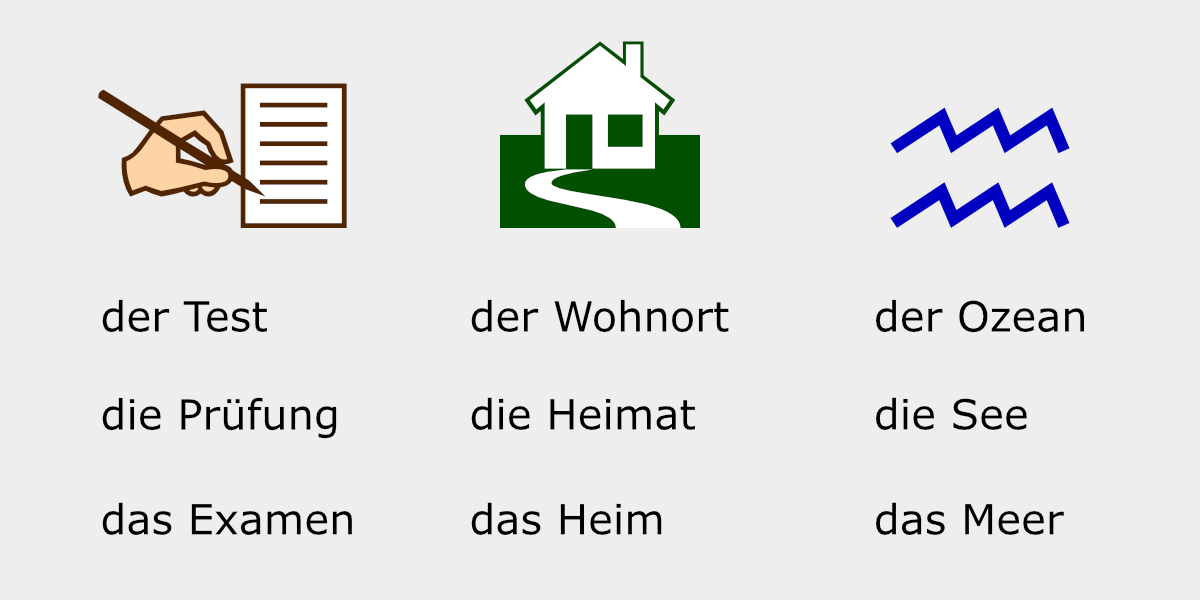 der Test
die Prüfung
das Examen
der Wohnort
die Heimat
das Heim
der Ozean
die See
das Meer